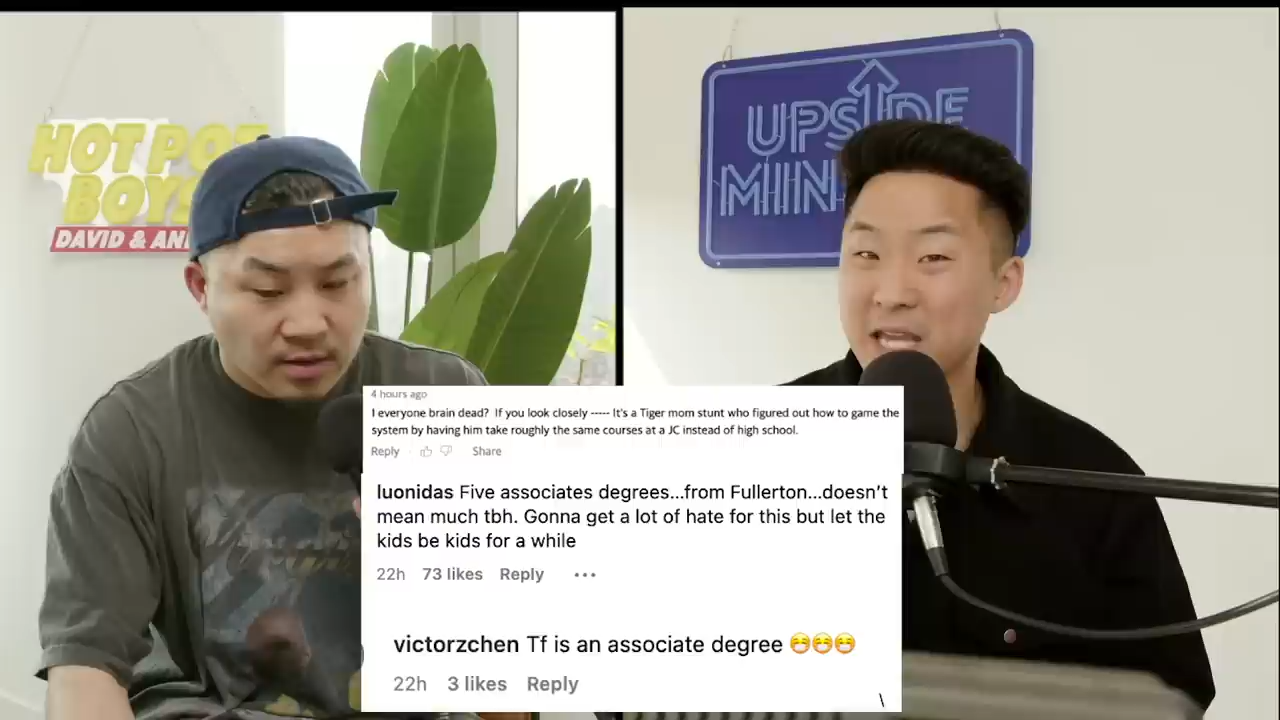 HOT POT
BOYS
DAVID & AN
UPSIDE
MIN
4 hours ago
I everyone brain dead? If you look closely ----- It's a Tiger mom stunt who figured out how to game the
system by having him take roughly the same courses at a JC instead of high school.
Reply Share
luonidas Five associates degrees...from Fullerton...doesn't
mean much tbh. Gonna get a lot of hate for this but let the
kids be kids for a while
22h 73 likes Reply ...
victorzchen Tf is an associate degree 😁😁😁
22h 3 likes Reply
\